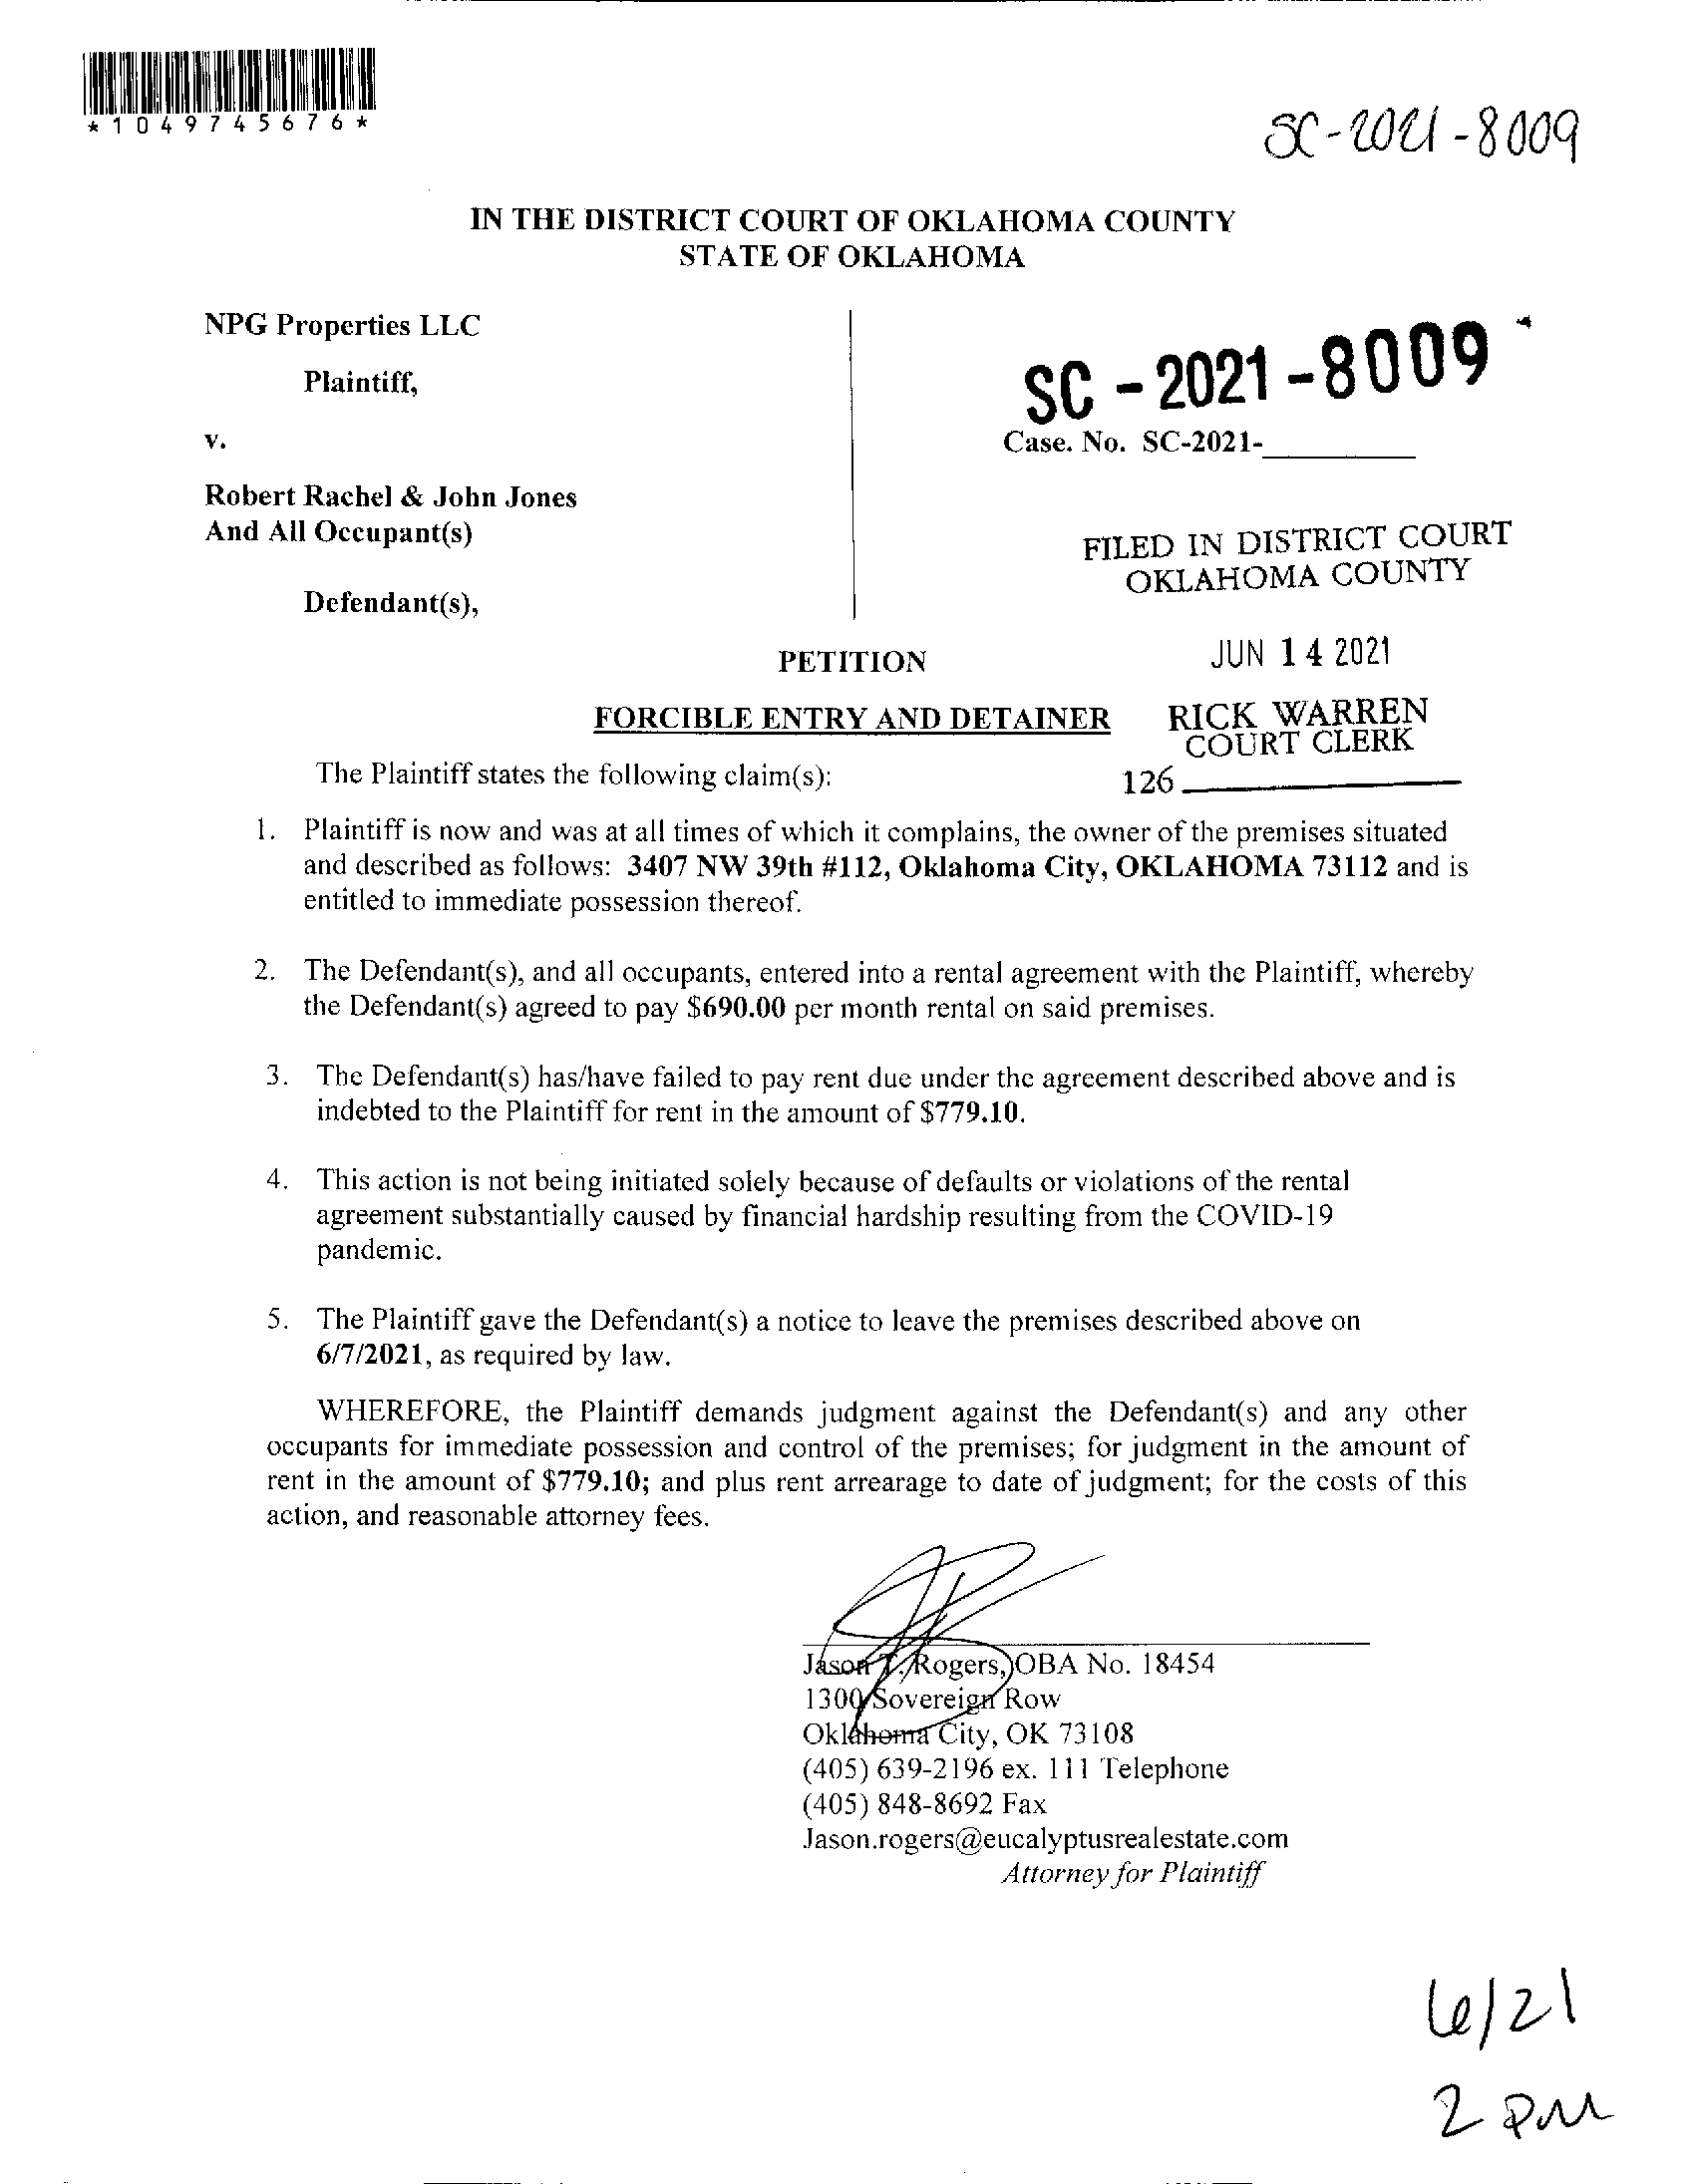 *1049745676*
SC-2021-8009
IN THE DISTRICT COURT OF OKLAHOMA COUNTY
STATE OF OKLAHOMA
NPG Properties LLC
Plaintiff,
v.
Robert Rachel & John Jones
And All Occupant(s)
Defendant(s),
SC - 2021 - 8009
Case. No. SC-2021-________
FILED IN DISTRICT COURT
OKLAHOMA COUNTY
JUN 14 2021
RICK WARREN
COURT CLERK
126________
PETITION
FORCIBLE ENTRY AND DETAINER
The Plaintiff states the following claim(s):
1. Plaintiff is now and was at all times of which it complains, the owner of the premises situated
and described as follows: 3407 NW 39th #112, Oklahoma City, OKLAHOMA 73112 and is
entitled to immediate possession thereof.
2. The Defendant(s), and all occupants, entered into a rental agreement with the Plaintiff, whereby
the Defendant(s) agreed to pay $690.00 per month rental on said premises.
3. The Defendant(s) has/have failed to pay rent due under the agreement described above and is
indebted to the Plaintiff for rent in the amount of $779.10.
4. This action is not being initiated solely because of defaults or violations of the rental
agreement substantially caused by financial hardship resulting from the COVID-19
pandemic.
5. The Plaintiff gave the Defendant(s) a notice to leave the premises described above on
6/7/2021, as required by law.
WHEREFORE, the Plaintiff demands judgment against the Defendant(s) and any other
occupants for immediate possession and control of the premises; for judgment in the amount of
rent in the amount of $779.10; and plus rent arrearage to date of judgment; for the costs of this
action, and reasonable attorney fees.
Jason T. Rogers, OBA No. 18454
1300 Sovereign Row
Oklahoma City, OK 73108
(405) 639-2196 ex. 111 Telephone
(405) 848-8692 Fax
Jason.rogers@eucalyptusrealestate.com
Attorney for Plaintiff
6/21
2 PM